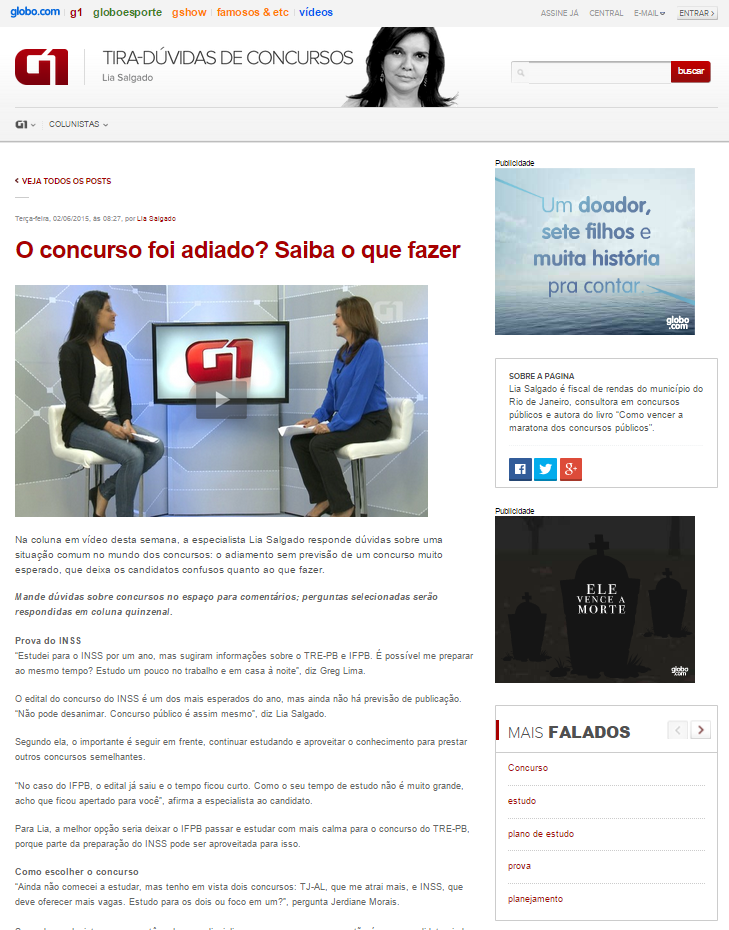 globo.com g1 globoesporte gshow famosos & etc vídeos
ASSINE JÁ CENTRAL E-MAIL ENTRAR ›
G1
TIRA-DÚVIDAS DE CONCURSOS
Lia Salgado
buscar
G1 COLUNISTAS
VEJA TODOS OS POSTS
Terça-feira, 02/06/2015, às 08:27, por Lia Salgado
O concurso foi adiado? Saiba o que fazer
G1
G1
Na coluna em vídeo desta semana, a especialista Lia Salgado responde dúvidas sobre uma
situação comum no mundo dos concursos: o adiamento sem previsão de um concurso muito
esperado, que deixa os candidatos confusos quanto ao que fazer.
Mande dúvidas sobre concursos no espaço para comentários; perguntas selecionadas serão
respondidas em coluna quinzenal.
Prova do INSS
“Estudei para o INSS por um ano, mas sugiram informações sobre o TRE-PB e IFPB. É possível me preparar
ao mesmo tempo? Estudo um pouco no trabalho e em casa á noite”, diz Greg Lima.
O edital do concurso do INSS é um dos mais esperados do ano, mas ainda não há previsão de publicação.
“Não pode desanimar. Concurso público é assim mesmo”, diz Lia Salgado.
Segundo ela, o importante é seguir em frente, continuar estudando e aproveitar o conhecimento para prestar
outros concursos semelhantes.
“No caso do IFPB, o edital já saiu e o tempo ficou curto. Como o seu tempo de estudo não é muito grande,
acho que ficou apertado para você”, afirma a especialista ao candidato.
Para Lia, a melhor opção seria deixar o IFPB passar e estudar com mais calma para o concurso do TRE-PB,
porque parte da preparação do INSS pode ser aproveitada para isso.
Como escolher o concurso
“Ainda não comecei a estudar, mas tenho em vista dois concursos: TJ-AL, que me atrai mais, e INSS, que
deve oferecer mais vagas. Estudo para os dois ou foco em um?”, pergunta Jerdiane Morais.
Publicidade
Um doador,
sete filhos e
muita história
pra contar.
globo
.com
SOBRE A PAGINA
Lia Salgado é fiscal de rendas do município do
Rio de Janeiro, consultora em concursos
públicos e autora do livro “Como vencer a
maratona dos concursos públicos”.
Publicidade
ELE
VENCE A
MORTE
globo
.com
MAIS FALADOS
Concurso
estudo
plano de estudo
prova
planejamento